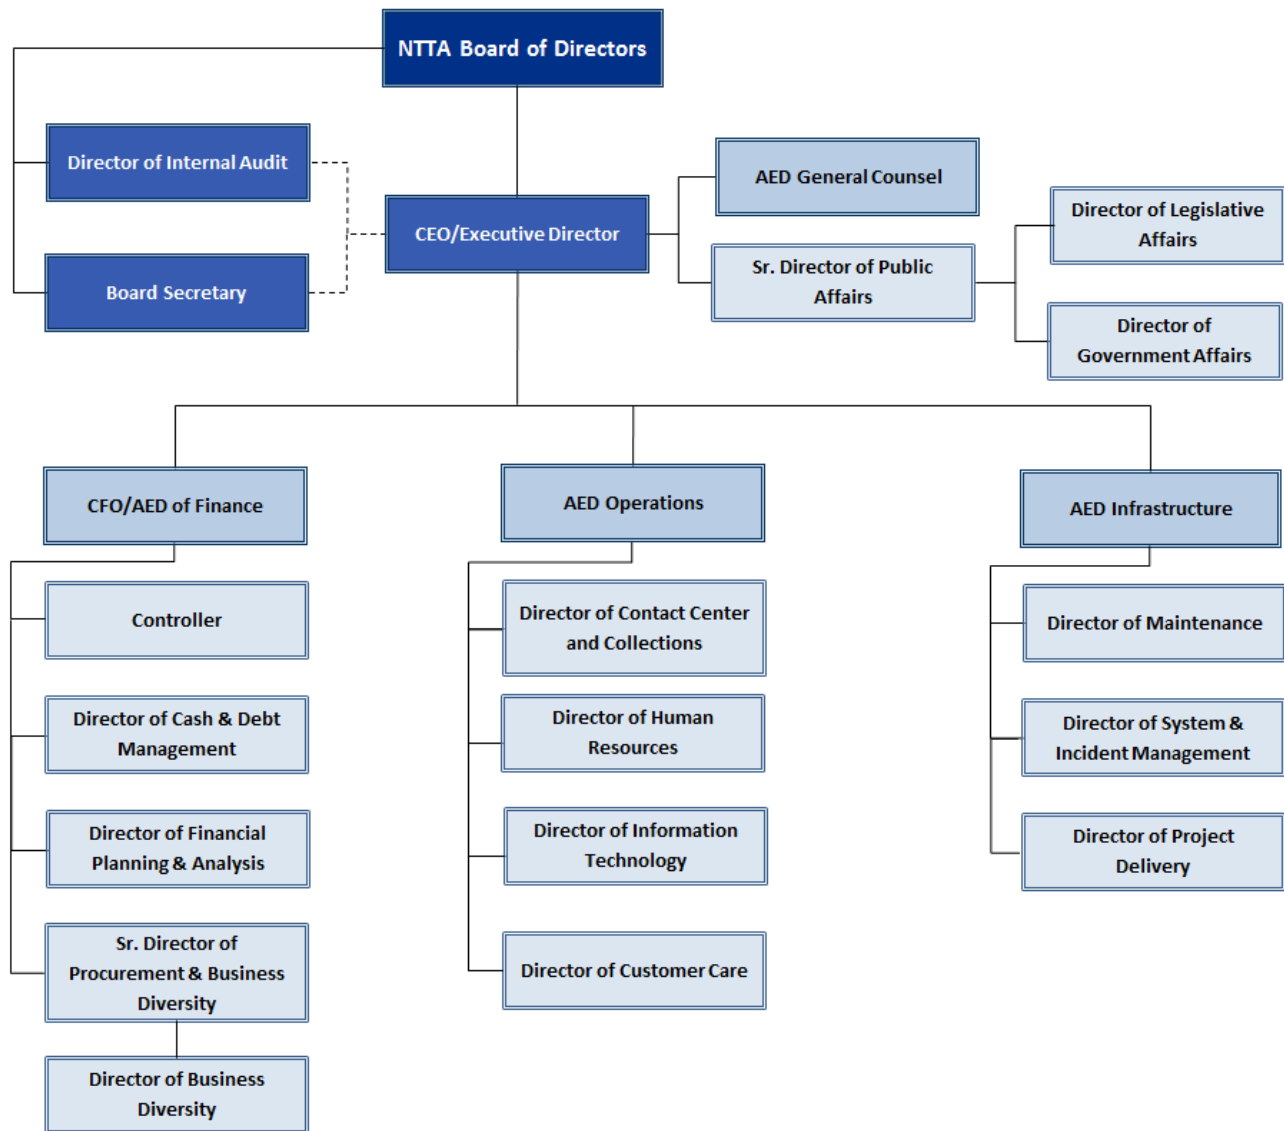 NTTA Board of Directors
Director of Internal Audit
Board Secretary
CEO/Executive Director
AED General Counsel
Sr. Director of Public
Affairs
Director of Legislative
Affairs
Director of
Government Affairs
CFO/AED of Finance
Controller
Director of Cash & Debt
Management
Director of Financial
Planning & Analysis
Sr. Director of
Procurement & Business
Diversity
Director of Business
Diversity
AED Operations
Director of Contact Center
and Collections
Director of Human
Resources
Director of Information
Technology
Director of Customer Care
AED Infrastructure
Director of Maintenance
Director of System &
Incident Management
Director of Project
Delivery